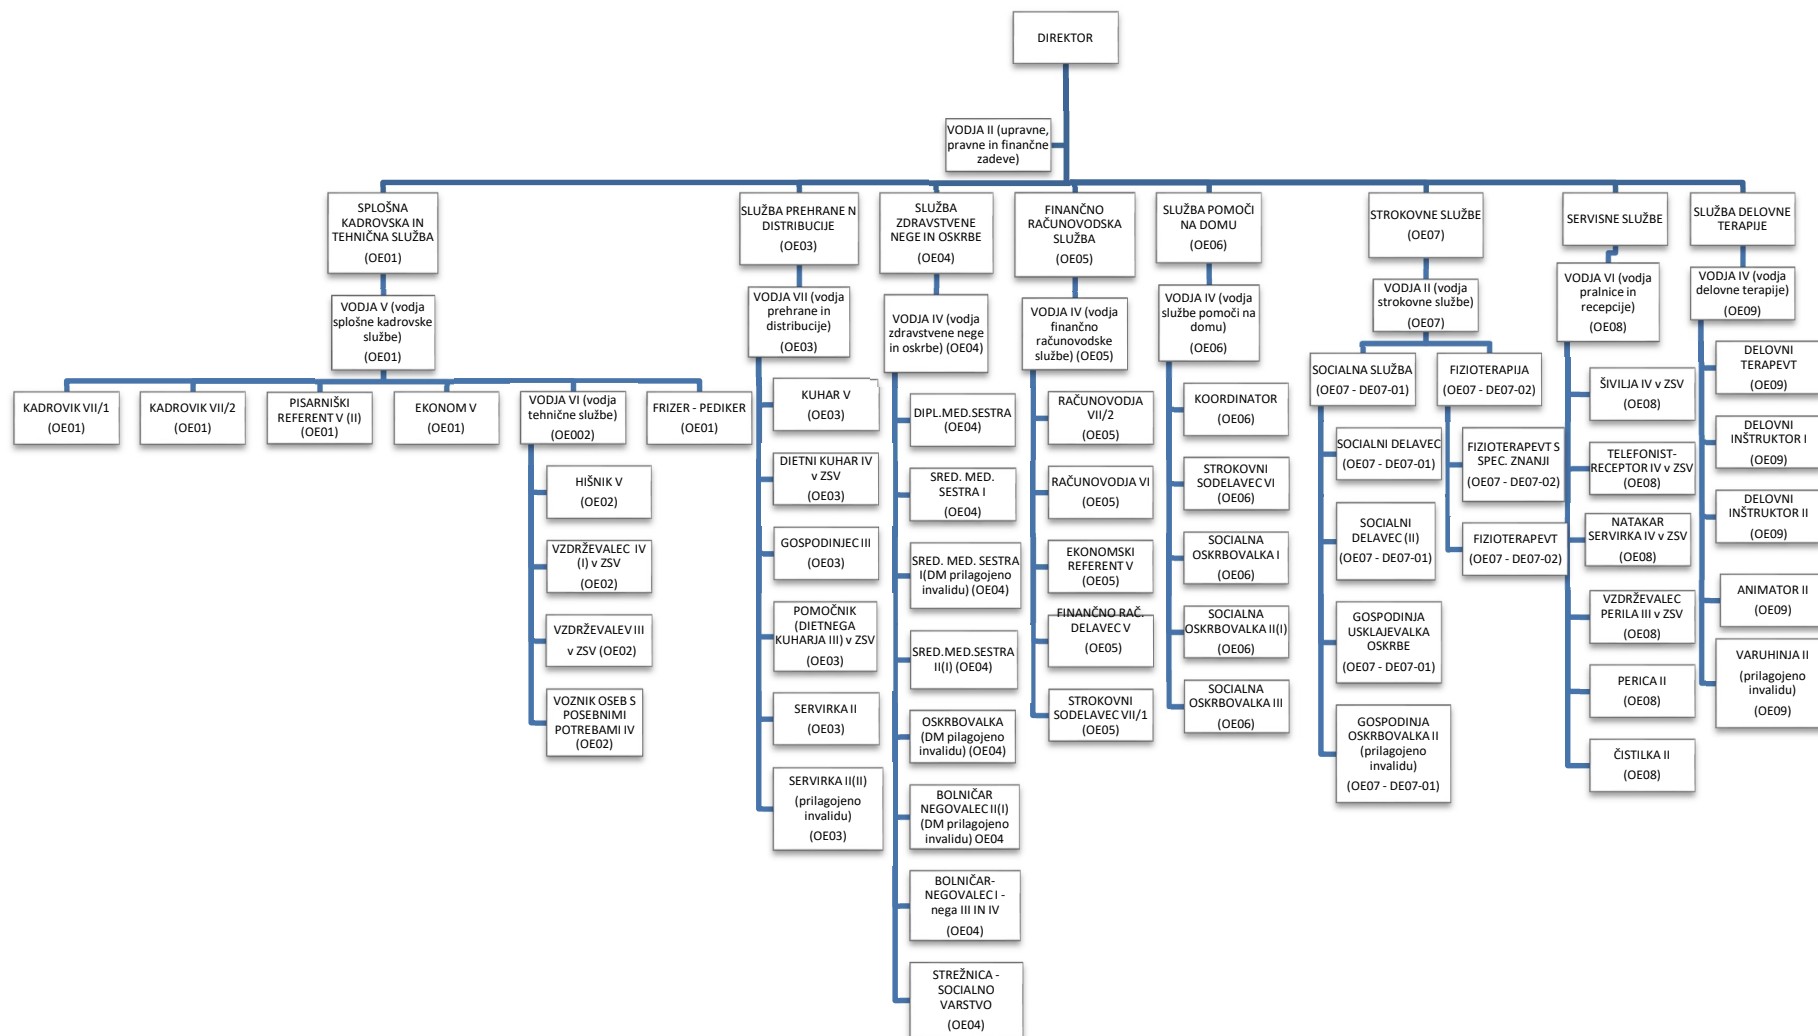 DIREKTOR
VODJA II (upravne,
pravne in finančne
zadeve)
SPLOŠNA
KADROVSKA IN
TEHNIČNA SLUŽBA
(OE01)
SLUŽBA PREHRANE N
DISTRIBUCIJE
(OE03)
SLUŽBA
ZDRAVSTVENE
NEGE IN OSKRBE
(OE04)
FINANČNO
RAČUNOVODSKA
SLUŽBA
(OE05)
SLUŽBA POMOČI
NA DOMU
(OE06)
STROKOVNE SLUŽBE
(OE07)
SERVISNE SLUŽBE
SLUŽBA DELOVNE
TERAPIJE
VODJA V (vodja
splošne kadrovske
službe)
(OE01)
KADROVIK VII/1
(OE01)
KADROVIK VII/2
(OE01)
PISARNIŠKI
REFERENT V (II)
(OE01)
EKONOM V
(OE01)
VODJA VI (vodja
tehnične službe)
(OE002)
FRIZER - PEDIKER
(OE01)
HIŠNIK V
(OE02)
VZDRŽEVALEC IV
(I) v ZSV
(OE02)
VZDRŽEVALEV III
v ZSV (OE02)
VOZNIK OSEB S
POSEBNIMI
POTREBAMI IV
(OE02)
VODJA VII (vodja
prehrane in
distribucije)
(OE03)
KUHAR V
(OE03)
DIETNI KUHAR IV
v ZSV
(OE03)
GOSPODINJEC III
(OE03)
POMOČNIK
(DIETNEGA
KUHARJA III) v ZSV
(OE03)
SERVIRKA II
(OE03)
SERVIRKA II(II)
(prilagojeno
invalidu)
(OE03)
VODJA IV (vodja
zdravstvene nege
in oskrbe) (OE04)
DIPL.MED.SESTRA
(OE04)
SRED. MED.
SESTRA I
(OE04)
SRED. MED. SESTRA
I(DM prilagojeno
invalidu) (OE04)
SRED.MED.SESTRA
II(I) (OE04)
OSKRBOVALKA
(DM pilagojeno
invalidu) (OE04)
BOLNIČAR
NEGOVALEC II(I)
(DM prilagojeno
invalidu) OE04
BOLNIČAR-
NEGOVALEC I -
nega III IN IV
(OE04)
STREŽNICA -
SOCIALNO
VARSTVO
(OE04)
VODJA IV (vodja
finančno
računovodske
službe) (OE05)
RAČUNOVODJA
VII/2
(OE05)
RAČUNOVODJA VI
(OE05)
EKONOMSKI
REFERENT V
(OE05)
FINANČNO RAČ.
DELAVEC V
(OE05)
STROKOVNI
SODELAVEC VII/1
(OE05)
VODJA IV (vodja
službe pomoči na
domu)
(OE06)
KOORDINATOR
(OE06)
STROKOVNI
SODELAVEC VI
(OE06)
SOCIALNA
OSKRBOVALKA I
(OE06)
SOCIALNA
OSKRBOVALKA II(I)
(OE06)
SOCIALNA
OSKRBOVALKA III
(OE06)
VODJA II (vodja
strokovne službe)
(OE07)
SOCIALNA SLUŽBA
(OE07 - DE07-01)
SOCIALNI DELAVEC
(OE07 - DE07-01)
SOCIALNI
DELAVEC (II)
(OE07 - DE07-01)
GOSPODINJA
USKLAJEVALKA
OSKRBE
(OE07 - DE07-01)
GOSPODINJA
OSKRBOVALKA II
(prilagojeno
invalidu)
(OE07 - DE07-01)
FIZIOTERAPIJA
(OE07 - DE07-02)
FIZIOTERAPEVT S
SPEC. ZNANJI
(OE07 - DE07-02)
FIZIOTERAPEVT
(OE07 - DE07-02)
VODJA VI (vodja
pralnice in
recepcije)
(OE08)
ŠIVILJA IV v ZSV
(OE08)
TELEFONIST-
RECEPTOR IV v ZSV
(OE08)
NATAKAR
SERVIRKA IV v ZSV
(OE08)
VZDRŽEVALEC
PERILA III v ZSV
(OE08)
PERICA II
(OE08)
ČISTILKA II
(OE08)
VODJA IV (vodja
delovne terapije)
(OE09)
DELOVNI
TERAPEVT
(OE09)
DELOVNI
INŠTRUKTOR I
(OE09)
DELOVNI
INŠTRUKTOR II
(OE09)
ANIMATOR II
(OE09)
VARUHINJA II
(prilagojeno
invalidu)
(OE09)